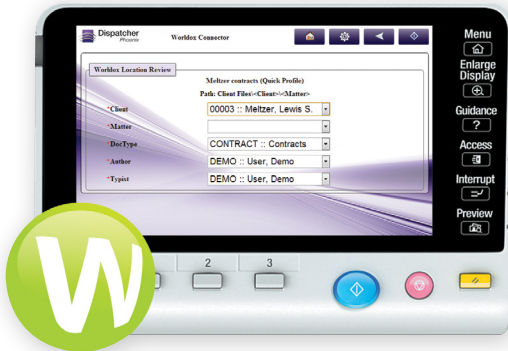 Dispatcher
Phoenix
Worldox Connector
Worldox Location Review
Meltzer contracts (Quick Profile)
Path: Client Files\<Client>\<Matter>
*Client 00003 :: Meltzer, Lewis S.
*Matter
*DocType CONTRACT :: Contracts
*Author DEMO :: User, Demo
*Typist DEMO :: User, Demo
Menu
Enlarge
Display
Guidance
?
Access
Interrupt
Preview
2 3
W